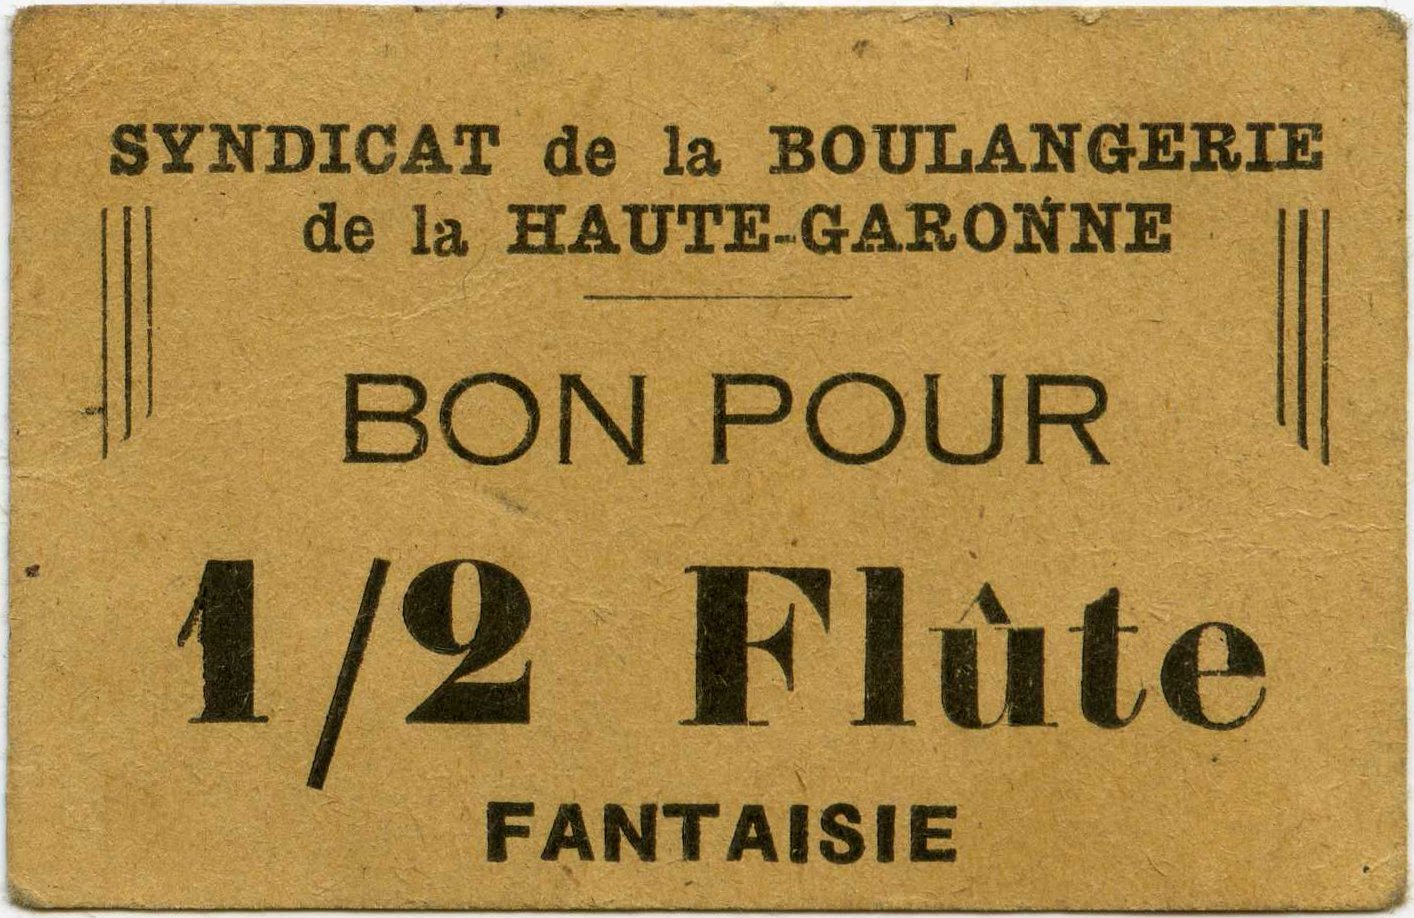 SYNDICAT de la BOULANGERIE
de la HAUTE-GARONNE
BON POUR
1/2 Flûte
FANTAISIE